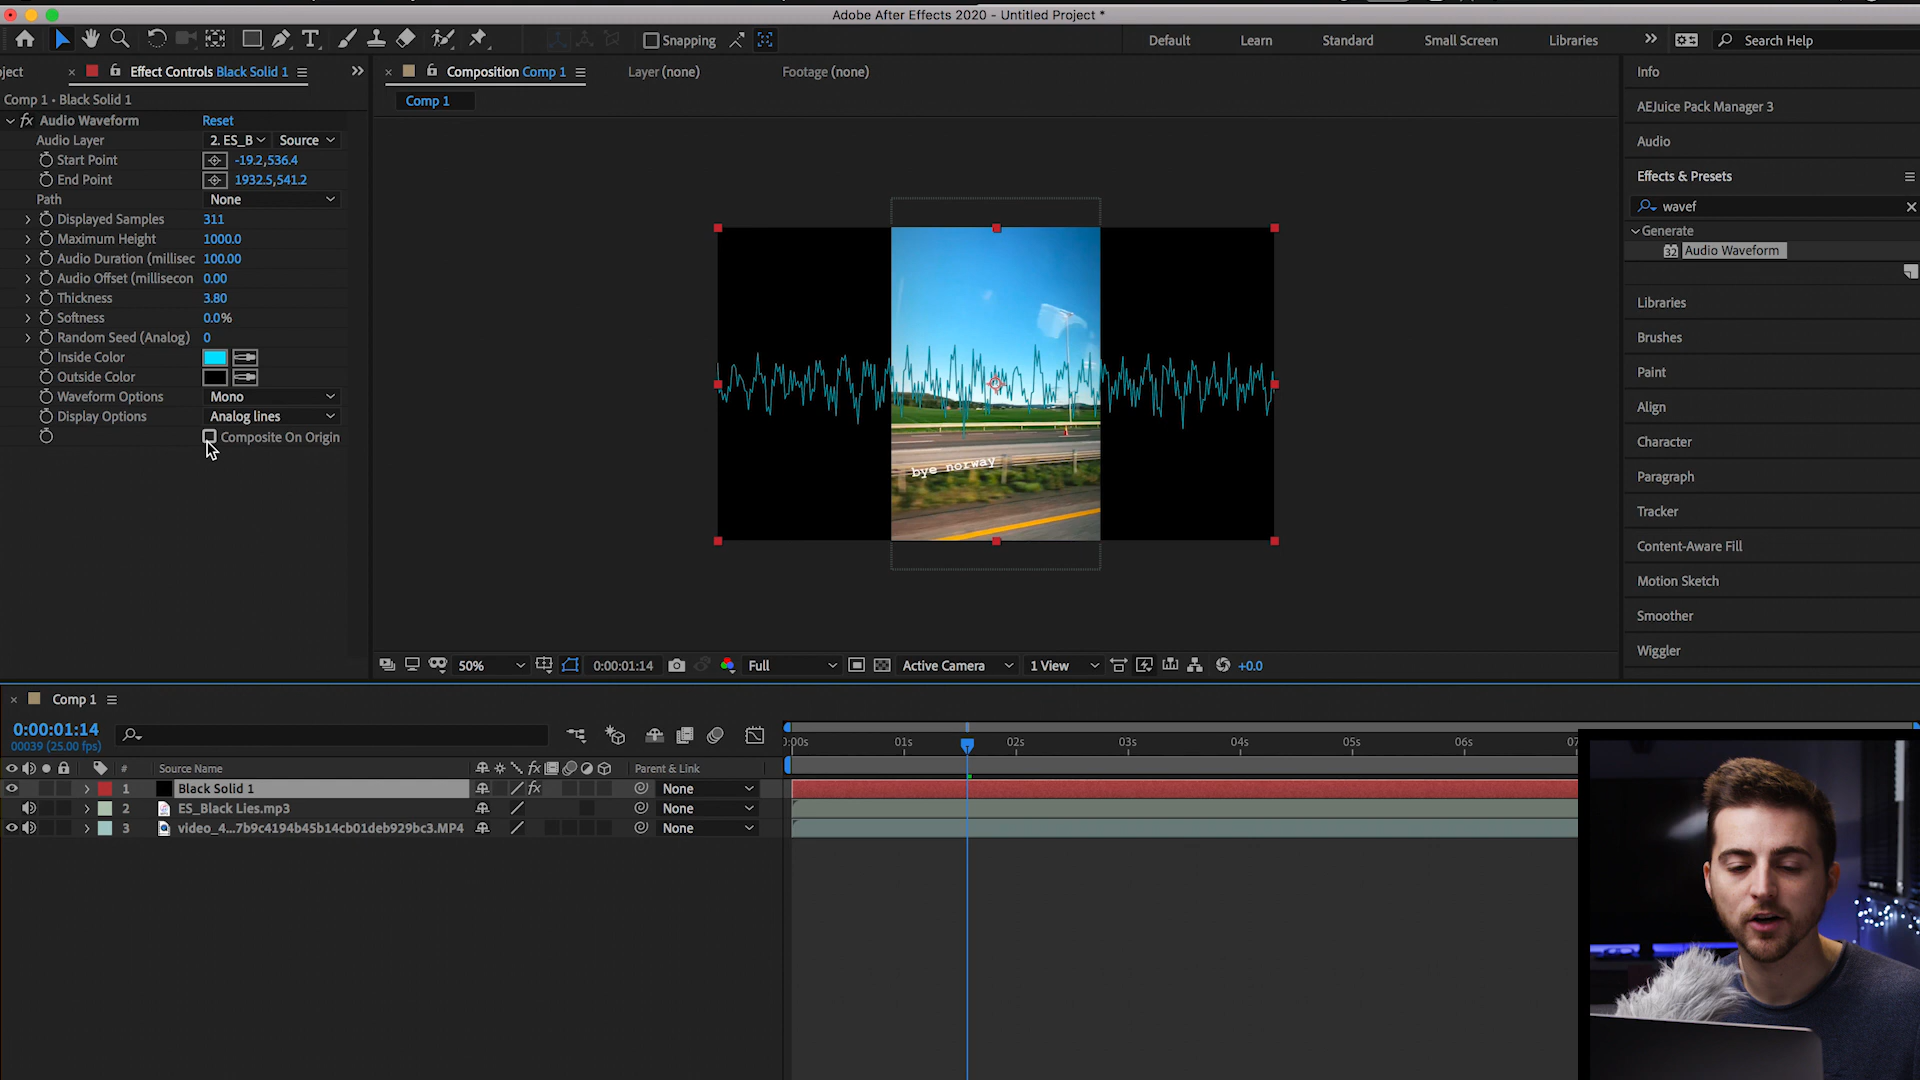 Adobe After Effects 2020 - Untitled Project *
Snapping
Default
Learn
Standard
Small Screen
Libraries
Search Help
ject
Effect Controls Black Solid 1
Composition Comp 1
Layer (none)
Footage (none)
Info
Comp 1 • Black Solid 1
Comp 1
AEJuice Pack Manager 3
fx Audio Waveform
Reset
Audio Layer
2. ES_B
Source
Audio
Start Point
-19.2,536.4
End Point
1932.5,541.2
Effects & Presets
Path
None
wavef
Displayed Samples
311
Generate
Maximum Height
1000.0
32 Audio Waveform
Audio Duration (millisec
100.00
Audio Offset (millisecon
0.00
Thickness
3.80
Libraries
Softness
0.0%
Random Seed (Analog)
0
Brushes
Inside Color
Outside Color
Paint
Waveform Options
Mono
Align
Display Options
Analog lines
Composite On Origin
Character
bye norway
Paragraph
Tracker
Content-Aware Fill
Motion Sketch
Smoother
Wiggler
50%
0:00:01:14
Full
Active Camera
1 View
+0.0
Comp 1
0:00:01:14
00039 (25.00 fps)
:00s
01s
02s
03s
04s
05s
06s
07
#
Source Name
fx
Parent & Link
1
Black Solid 1
fx
None
2
ES_Black Lies.mp3
None
3
video_4...7b9c4194b45b14cb01deb929bc3.MP4
None